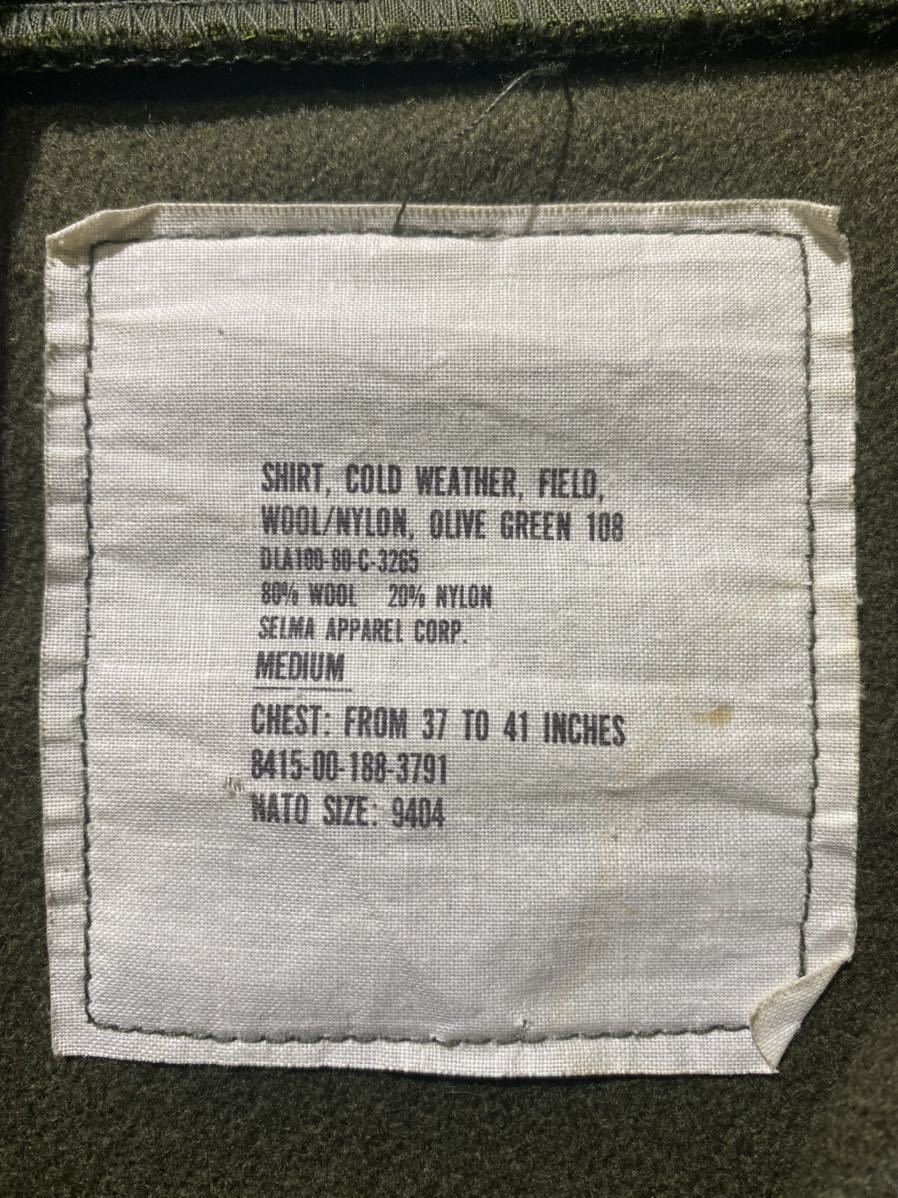 SHIRT, COLD WEATHER, FIELD,
WOOL/NYLON, OLIVE GREEN 108
DLA100-80-C-3265
80% WOOL 20% NYLON
SELMA APPAREL CORP.
MEDIUM
CHEST: FROM 37 TO 41 INCHES
8415-00-188-3791
NATO SIZE: 9404